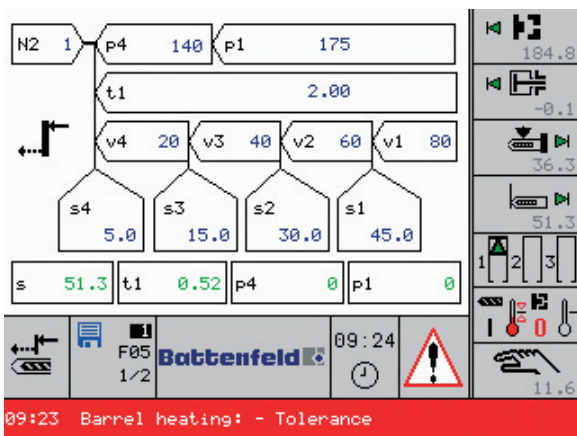 N2 1 p4 140 p1 175
184.8
t1 2.00
-0.1
v4 20 v3 40 v2 60 v1 80
36.3
s4 s3 s2 s1
5.0 15.0 30.0 45.0
51.3
s 51.3 t1 0.52 p4 0 p1 0
1 2 3
1
F05
1/2
Battenfeld
09:24
I 0
11.6
09:23 Barrel heating: - Tolerance